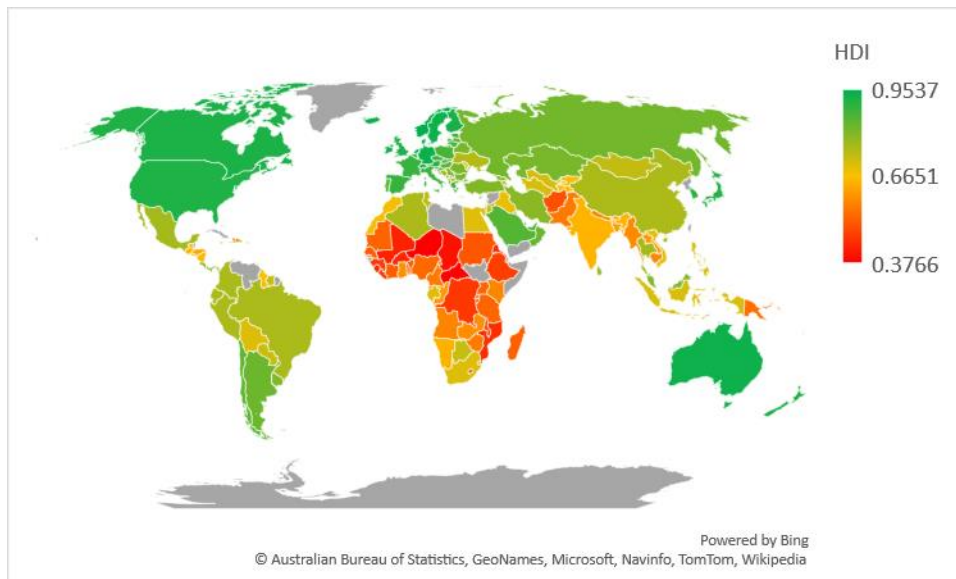 HDI
0.9537
0.6651
0.3766
Powered by Bing
© Australian Bureau of Statistics, GeoNames, Microsoft, Navinfo, TomTom, Wikipedia